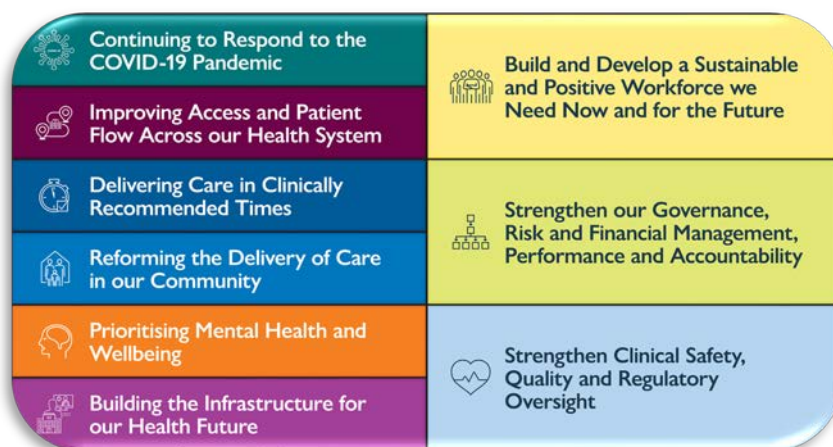 Continuing to Respond to the
COVID-19 Pandemic
Improving Access and Patient
Flow Across our Health System
Delivering Care in Clinically
Recommended Times
Reforming the Delivery of Care
in our Community
Prioritising Mental Health and
Wellbeing
Building the Infrastructure for
our Health Future
Build and Develop a Sustainable
and Positive Workforce we
Need Now and for the Future
Strengthen our Governance,
Risk and Financial Management,
Performance and Accountability
Strengthen Clinical Safety,
Quality and Regulatory
Oversight